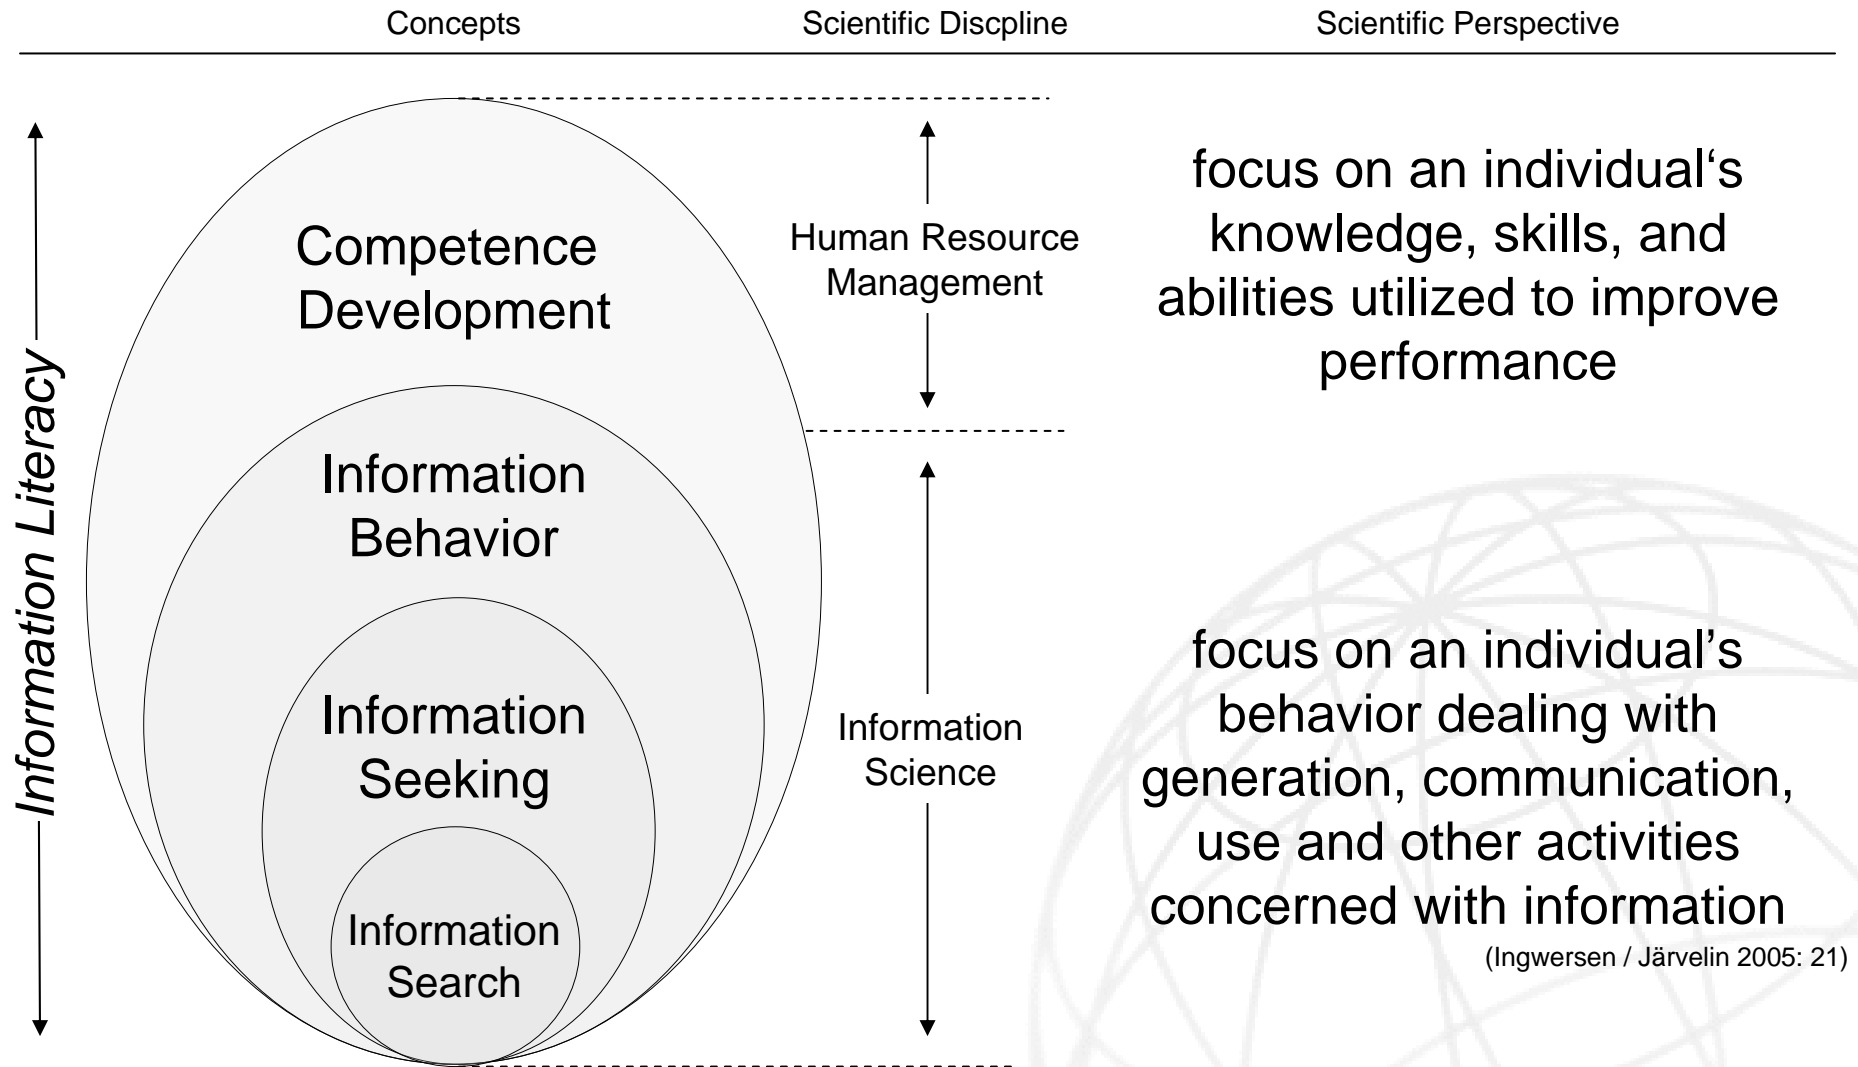 Concepts
Scientific Discpline
Scientific Perspective
Information Literacy
Competence
Development
Information
Behavior
Information
Seeking
Information
Search
Human Resource
Management
Information
Science
focus on an individual‘s
knowledge, skills, and
abilities utilized to improve
performance
focus on an individual’s
behavior dealing with
generation, communication,
use and other activities
concerned with information
(Ingwersen / Järvelin 2005: 21)